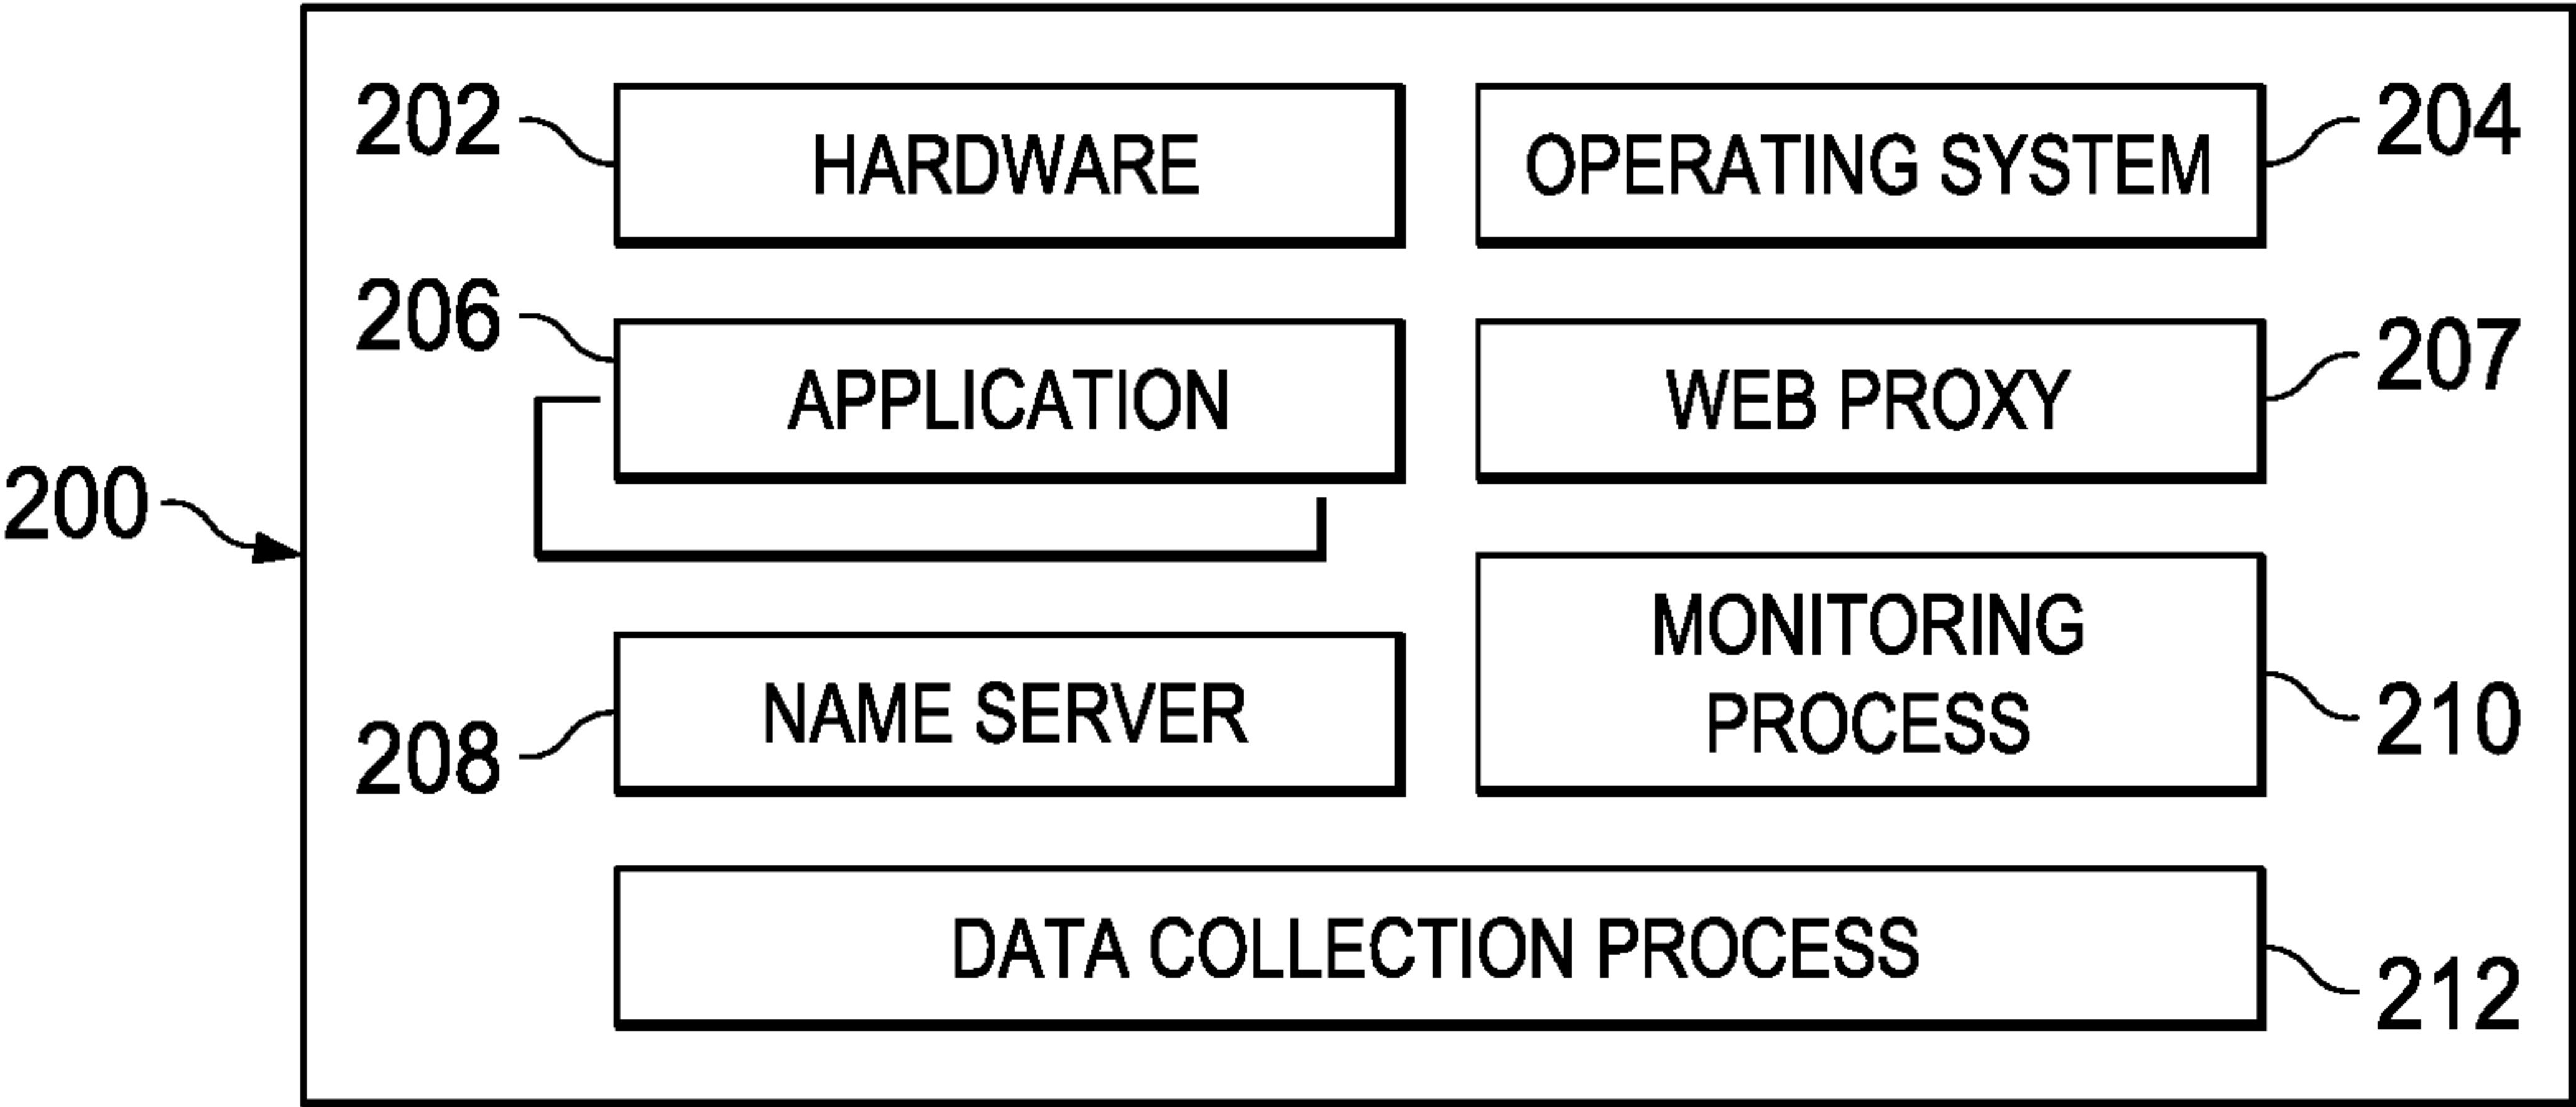 202 HARDWARE OPERATING SYSTEM 204
206 APPLICATION WEB PROXY 207
200
MONITORING
PROCESS
210
208 NAME SERVER
DATA COLLECTION PROCESS 212